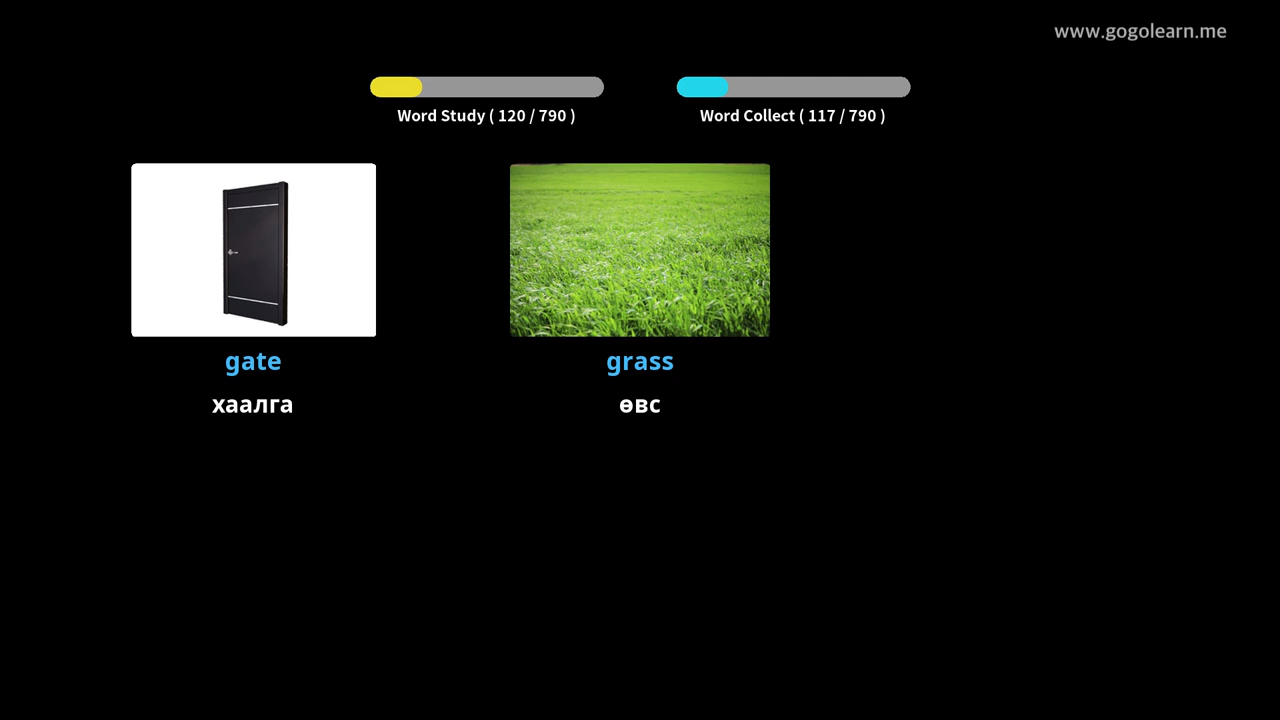 www.gogolearn.me
Word Study ( 120 / 790 )
Word Collect ( 117 / 790 )
gate
grass
хаалга
өвс